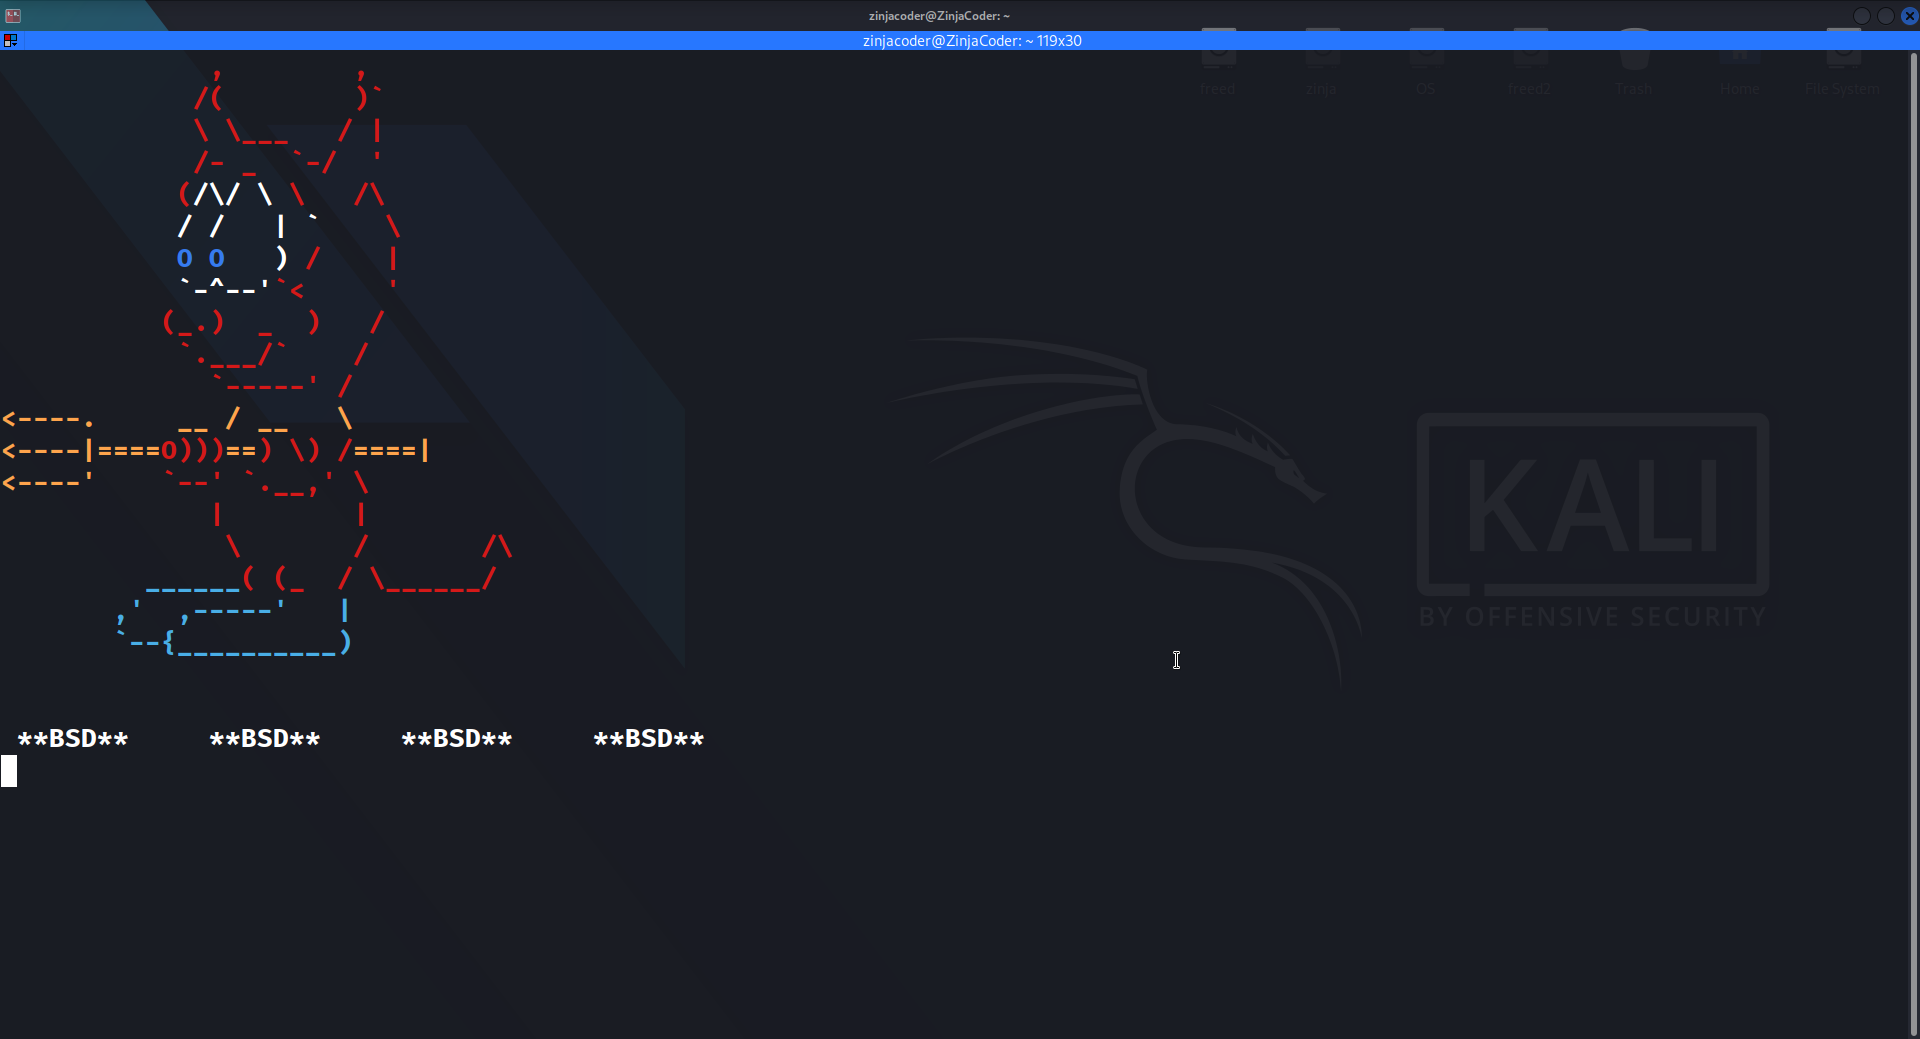 zinjacoder@ZinjaCoder: ~
zinjacoder@ZinjaCoder: ~ 119x30
freed zinja OS freed2 Trash Home File System
             ,        ,
            /(        )`
            \ \___   / |
            /- _  `-/  '
           (/\/ \ \   /\
           / /   | `    \
           O O   ) /    |
           `-^--'`<     '
          (_.)  _  )   /
           `.___/`    /
             `-----' /
<----.     __ / __   \
<----|====O)))==) \) /====|
<----'    `--' `.__,' \
             |        |
              \       /       /\
         ______( (_  / \______/
       ,'  ,-----'   |
       `--{__________)
 **BSD**     **BSD**     **BSD**     **BSD**
KALI
BY OFFENSIVE SECURITY